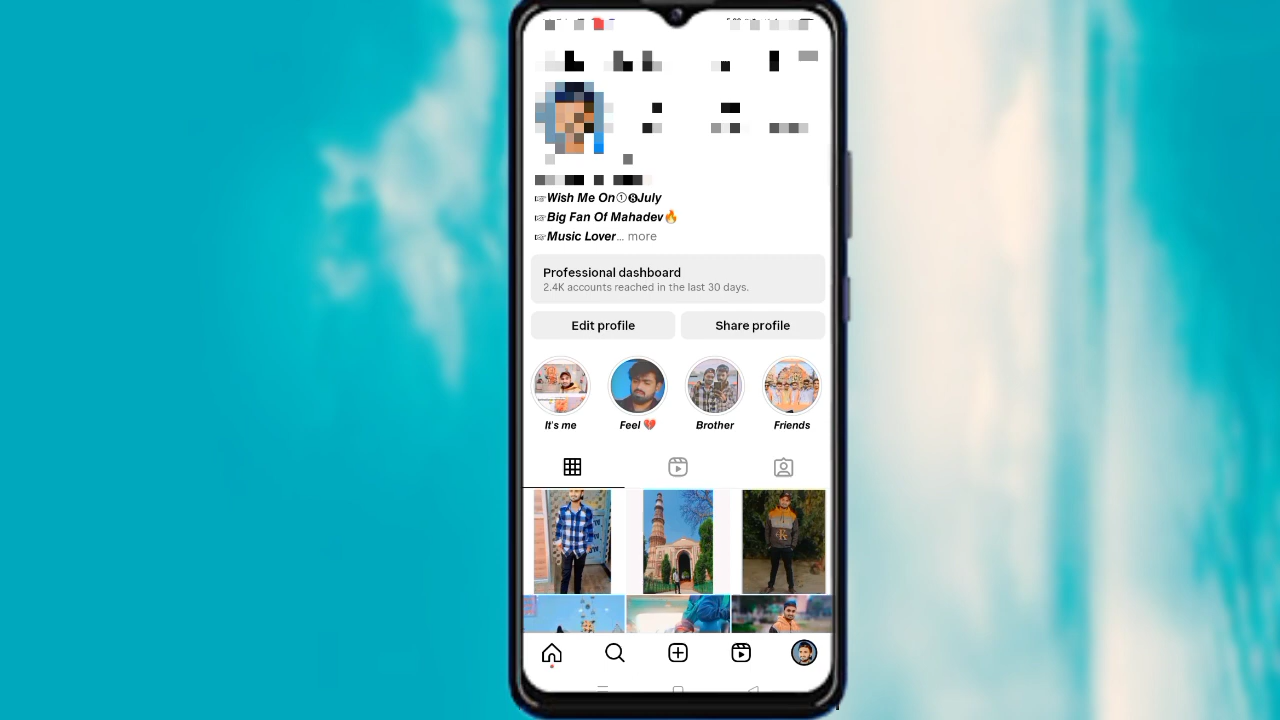 ☞Wish Me On①❽July
☞Big Fan Of Mahadev🔥
☞Music Lover... more
Professional dashboard
2.4K accounts reached in the last 30 days.
Edit profile
Share profile
It's me
Feel 💔
Brother
Friends